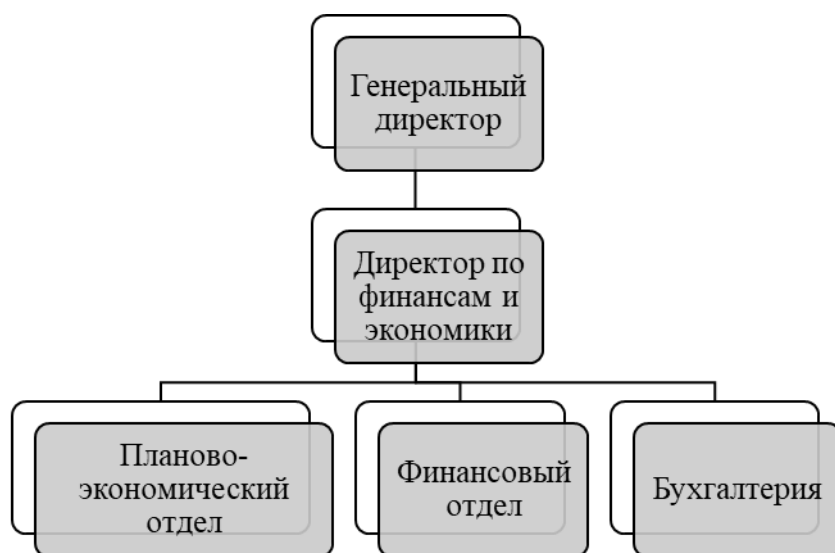 Генеральный
директор
Директор по
финансам и
экономики
Планово-
экономический
отдел
Финансовый
отдел
Бухгалтерия